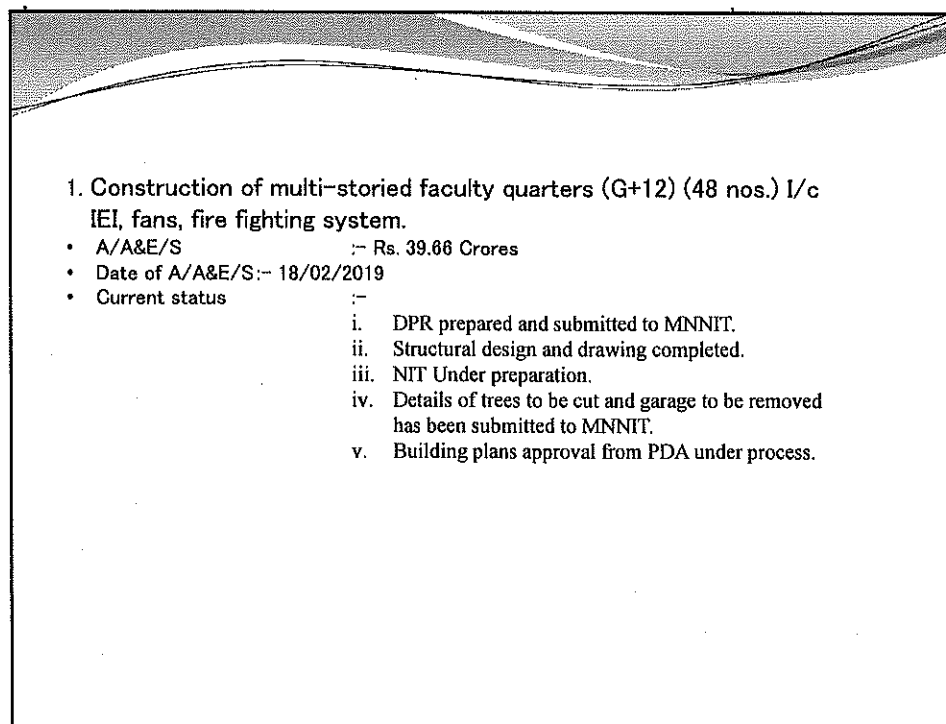 1. Construction of multi-storied faculty quarters (G+12) (48 nos.) I/c
IEI, fans, fire fighting system.
• A/A&E/S :- Rs. 39.66 Crores
• Date of A/A&E/S:- 18/02/2019
• Current status :-
i. DPR prepared and submitted to MNNIT.
ii. Structural design and drawing completed.
iii. NIT Under preparation.
iv. Details of trees to be cut and garage to be removed
has been submitted to MNNIT.
v. Building plans approval from PDA under process.